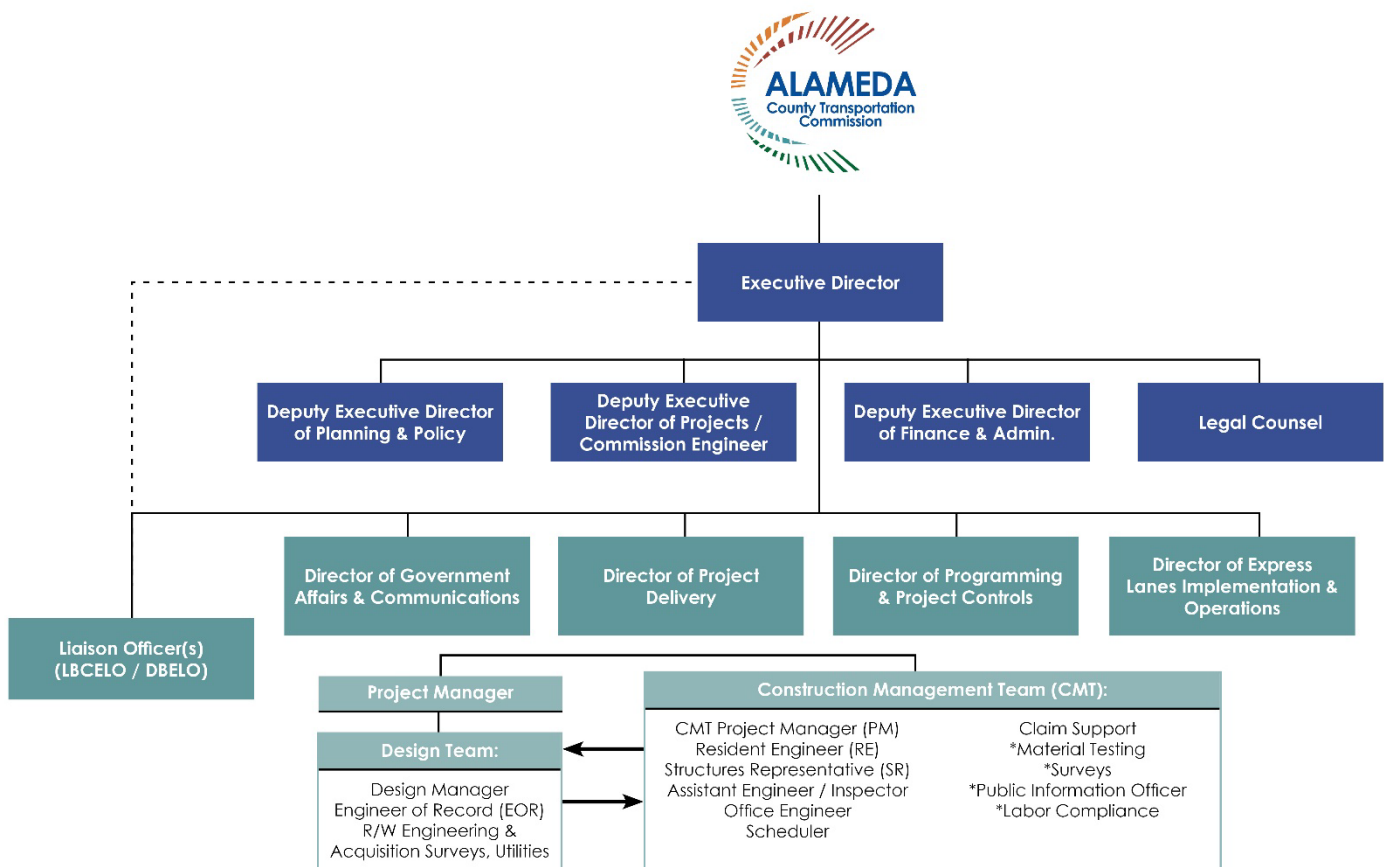 ALAMEDA
County Transportation
Commission
Executive Director
Deputy Executive Director
of Planning & Policy
Deputy Executive
Director of Projects /
Commission Engineer
Deputy Executive Director
of Finance & Admin.
Legal Counsel
Director of Government
Affairs & Communications
Director of Project
Delivery
Director of Programming
& Project Controls
Director of Express
Lanes Implementation &
Operations
Liaison Officer(s)
(LBCELO / DBELO)
Project Manager
Design Team:
Design Manager
Engineer of Record (EOR)
R/W Engineering &
Acquisition Surveys, Utilities
Construction Management Team (CMT):
CMT Project Manager (PM)
Resident Engineer (RE)
Structures Representative (SR)
Assistant Engineer / Inspector
Office Engineer
Scheduler
Claim Support
*Material Testing
*Surveys
*Public Information Officer
*Labor Compliance